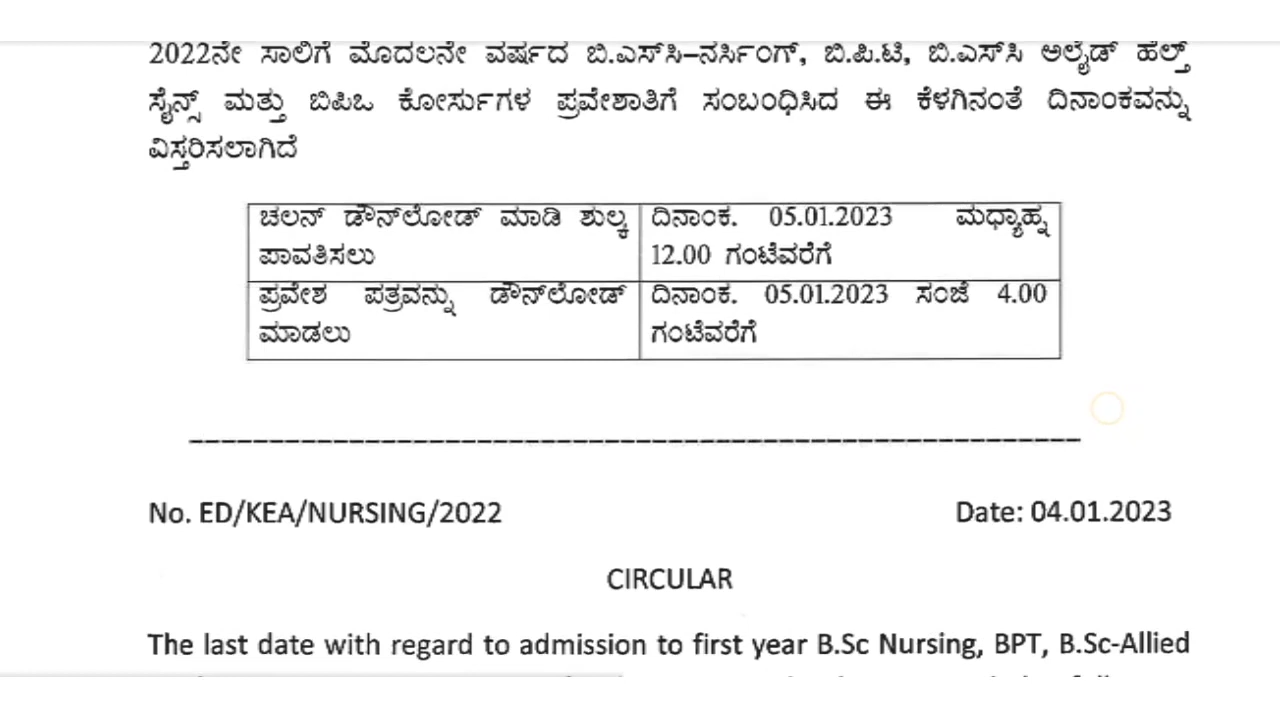 2022ನೇ ಸಾಲಿಗೆ ಮೊದಲನೇ ವರ್ಷದ ಬಿ.ಎಸ್‌ಸಿ–ನರ್ಸಿಂಗ್, ಬಿ.ಪಿ.ಟಿ, ಬಿ.ಎಸ್‌ಸಿ ಅಲೈಡ್ ಹೆಲ್ತ್
ಸೈನ್ಸ್ ಮತ್ತು ಬಿಪಿಒ ಕೋರ್ಸುಗಳ ಪ್ರವೇಶಾತಿಗೆ ಸಂಬಂಧಿಸಿದ ಈ ಕೆಳಗಿನಂತೆ ದಿನಾಂಕವನ್ನು
ವಿಸ್ತರಿಸಲಾಗಿದೆ
ಚಲನ್ ಡೌನ್‌ಲೋಡ್ ಮಾಡಿ ಶುಲ್ಕ
ಪಾವತಿಸಲು
ದಿನಾಂಕ. 05.01.2023 ಮಧ್ಯಾಹ್ನ
12.00 ಗಂಟೆವರೆಗೆ
ಪ್ರವೇಶ ಪತ್ರವನ್ನು ಡೌನ್‌ಲೋಡ್
ಮಾಡಲು
ದಿನಾಂಕ. 05.01.2023 ಸಂಜೆ 4.00
ಗಂಟೆವರೆಗೆ
No. ED/KEA/NURSING/2022 Date: 04.01.2023
CIRCULAR
The last date with regard to admission to first year B.Sc Nursing, BPT, B.Sc-Allied